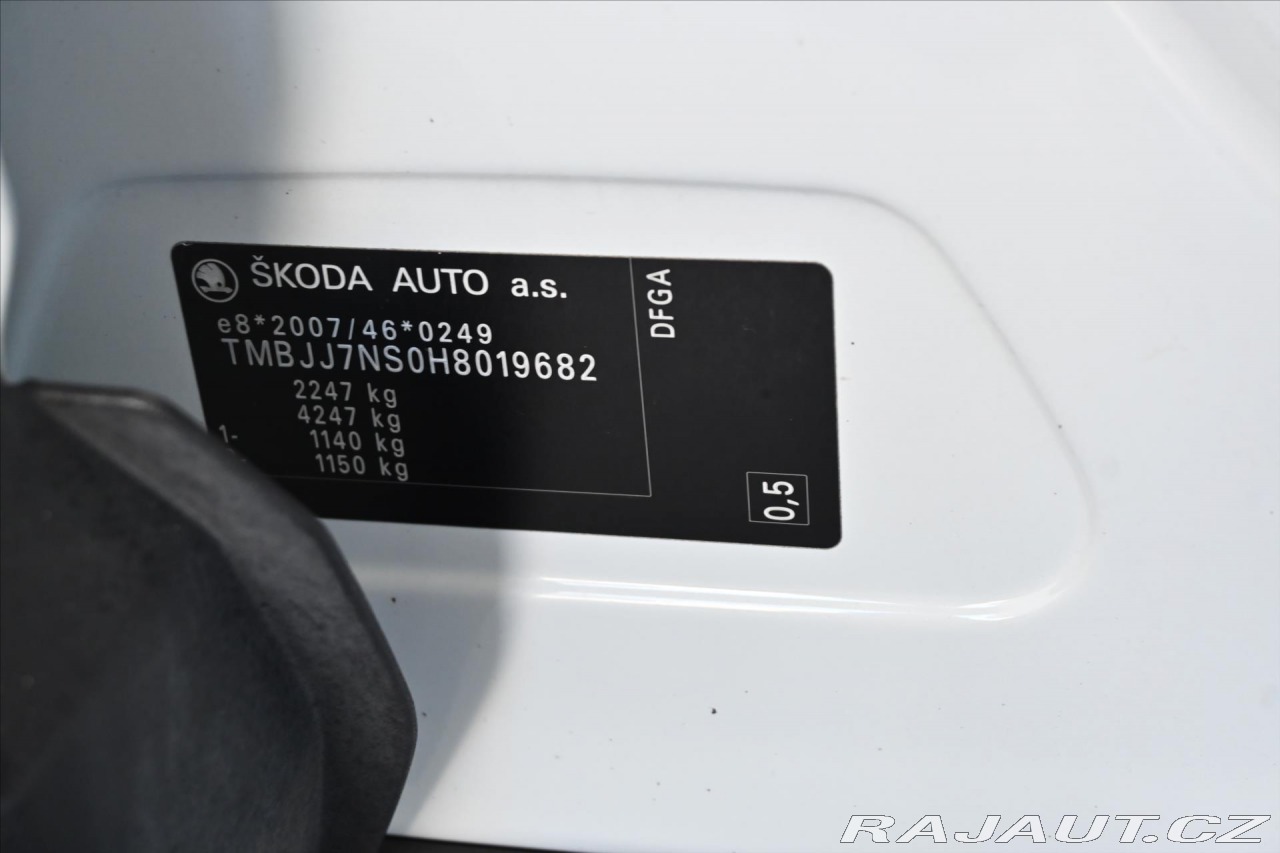 ŠKODA AUTO a.s.
e8*2007/46*0249
TMBJJ7NS0H8019682
2247 kg
4247 kg
1- 1140 kg
1150 kg
DFGA
0,5
RAJAUT.CZ